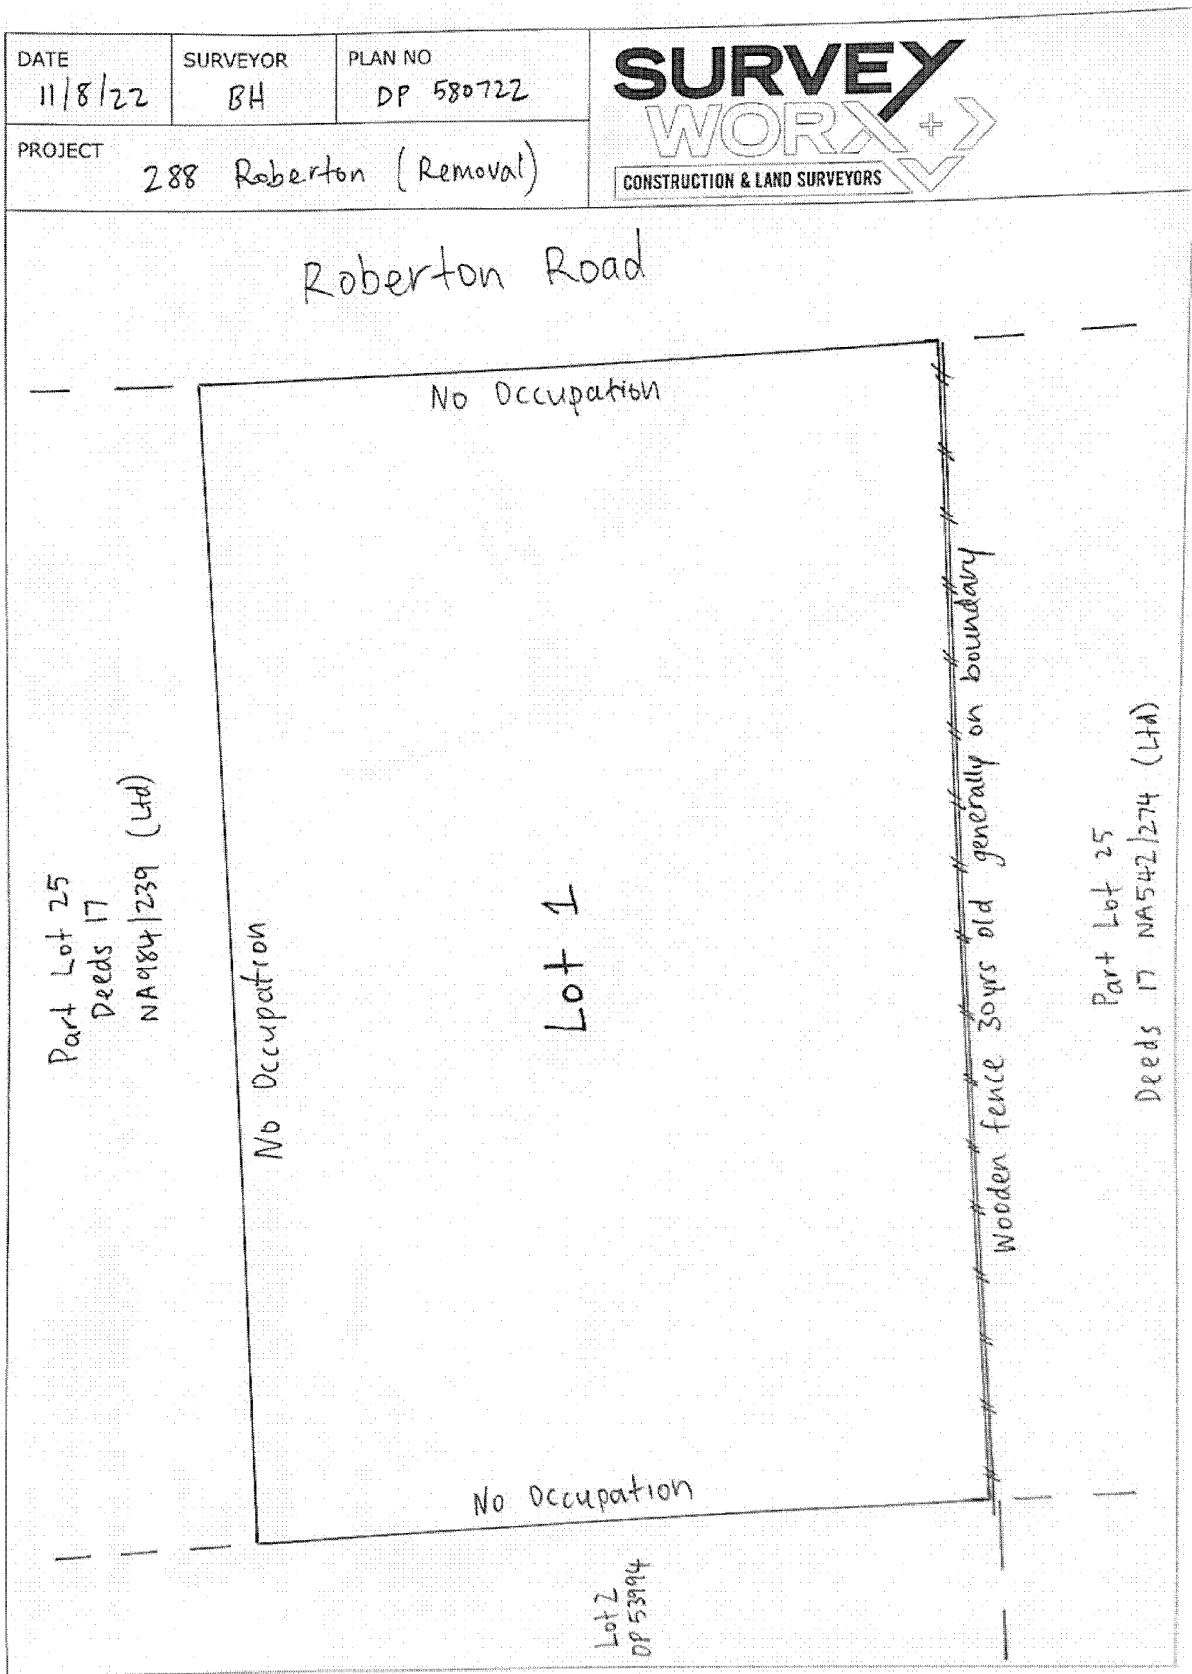 DATE
11/8/22
SURVEYOR
BH
PLAN NO
DP 580722
PROJECT
288 Roberton (Removal)
SURVEY
WORX
CONSTRUCTION & LAND SURVEYORS
Roberton Road
No Occupation
Part Lot 25
Deeds 17
NA984/239 (Ltd)
No Occupation
Lot 1
Wooden fence 30yrs old generally on boundary
Part Lot 25
Deeds 17 NA542/274 (Ltd)
No Occupation
Lot 2
DP 53994